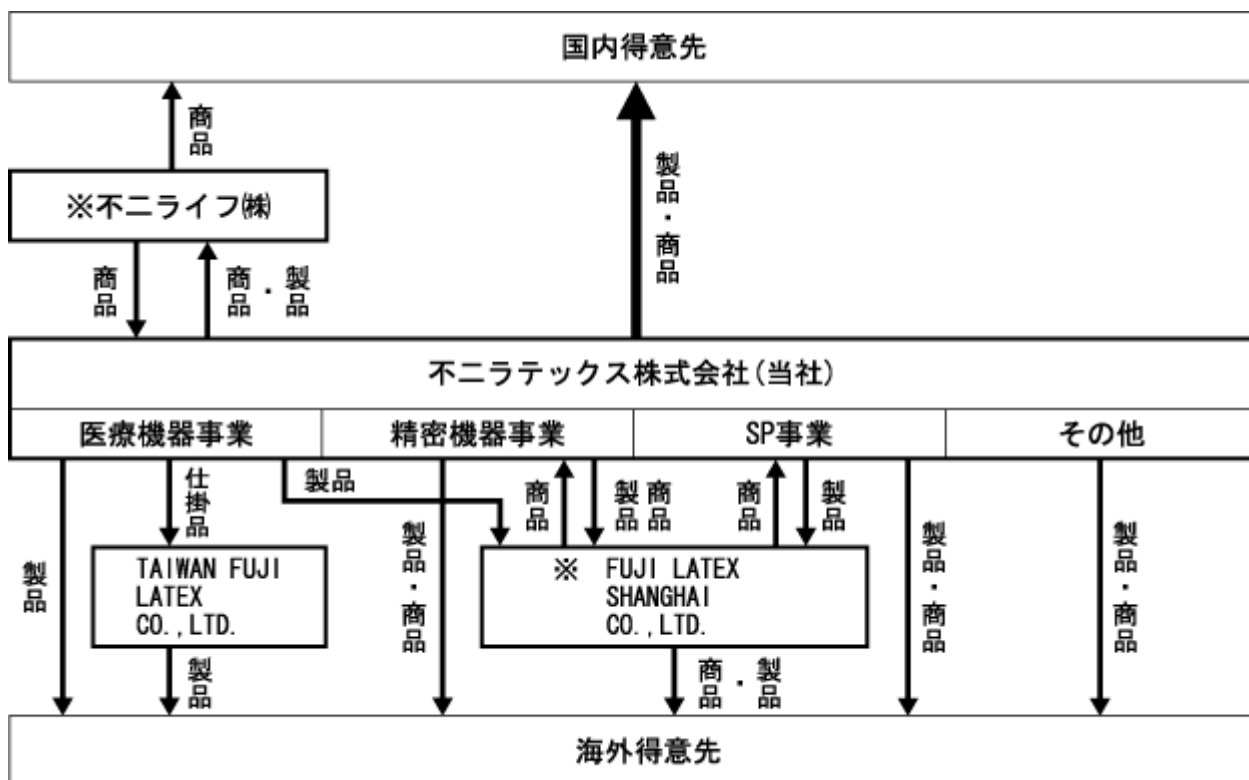 国内得意先
商品
製品・商品
※不二ライフ㈱
商品
商品・製品
不二ラテックス株式会社(当社)
医療機器事業
精密機器事業
SP事業
その他
製品
仕掛品
製品
製品・商品
商品
製品
商品
商品
製品
製品・商品
製品・商品
TAIWAN FUJI
LATEX
CO.,LTD.
※ FUJI LATEX
SHANGHAI
CO.,LTD.
製品
商品・製品
海外得意先